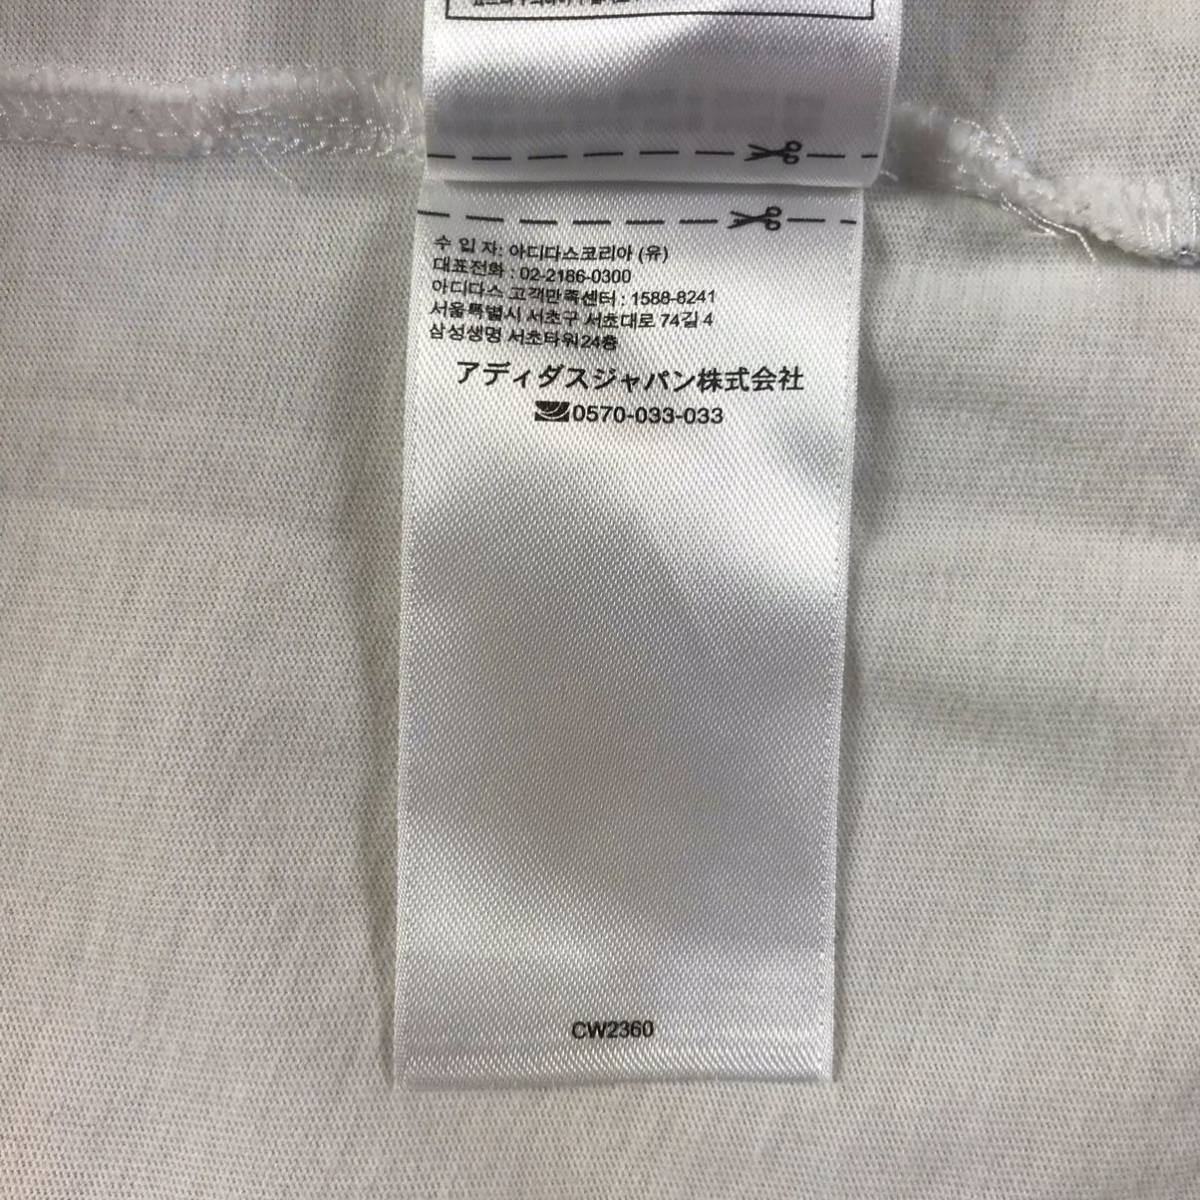 수 입 자: 아디다스코리아 (유)
대표전화 : 02-2186-0300
아디다스 고객만족센터 : 1588-8241
서울특별시 서초구 서초대로 74길 4
삼성생명 서초타워24층
アディダスジャパン株式会社
0570-033-033
CW2360